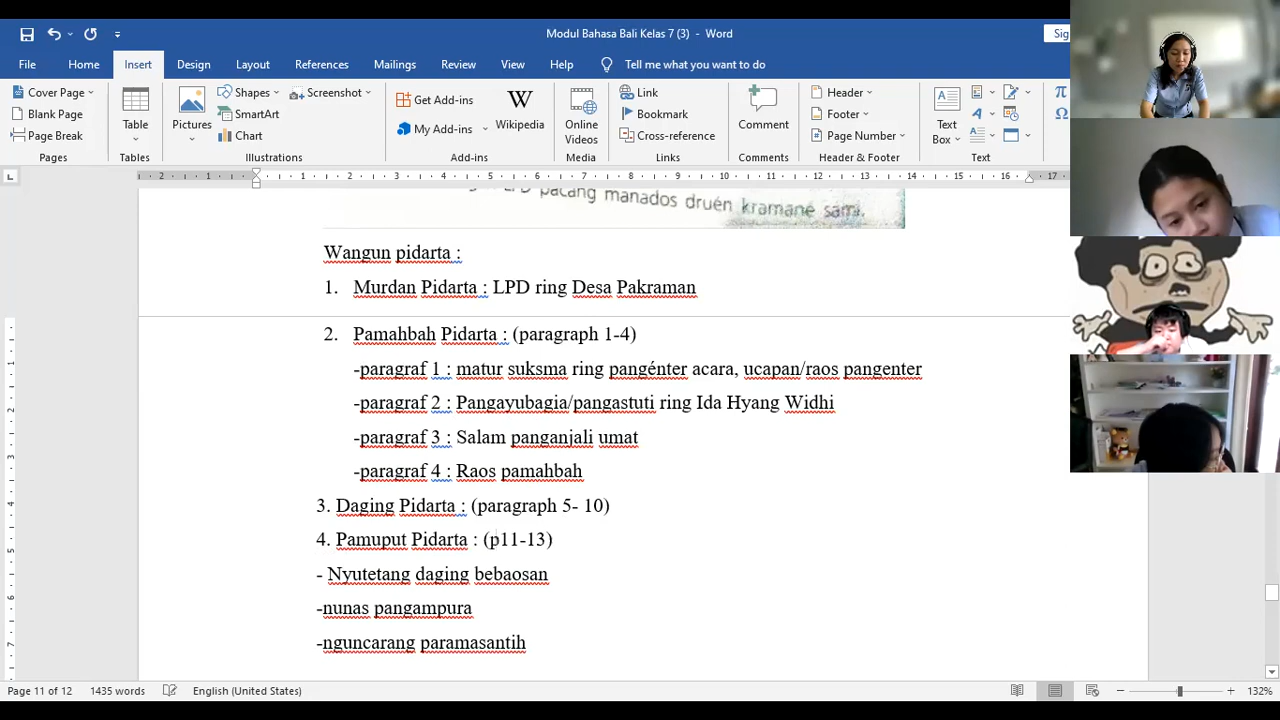 Modul Bahasa Bali Kelas 7 (3) - Word
File Home Insert Design Layout References Mailings Review View Help Tell me what you want to do
Cover Page
Blank Page
Page Break
Pages
Table
Tables
Pictures
Shapes
SmartArt
Chart
Screenshot
Illustrations
Get Add-ins
My Add-ins
Wikipedia
Add-ins
Online Videos
Media
Link
Bookmark
Cross-reference
Links
Comment
Comments
Header
Footer
Page Number
Header & Footer
Text Box
Text
LPD pacang manados druén kramane sami.
Wangun pidarta :
1. Murdan Pidarta : LPD ring Desa Pakraman
2. Pamahbah Pidarta : (paragraph 1-4)
-paragraf 1 : matur suksma ring pangénter acara, ucapan/raos pangenter
-paragraf 2 : Pangayubagia/pangastuti ring Ida Hyang Widhi
-paragraf 3 : Salam panganjali umat
-paragraf 4 : Raos pamahbah
3. Daging Pidarta : (paragraph 5- 10)
4. Pamuput Pidarta : (p11-13)
- Nyutetang daging bebaosan
-nunas pangampura
-nguncarang paramasantih
Page 11 of 12 1435 words English (United States) 132%